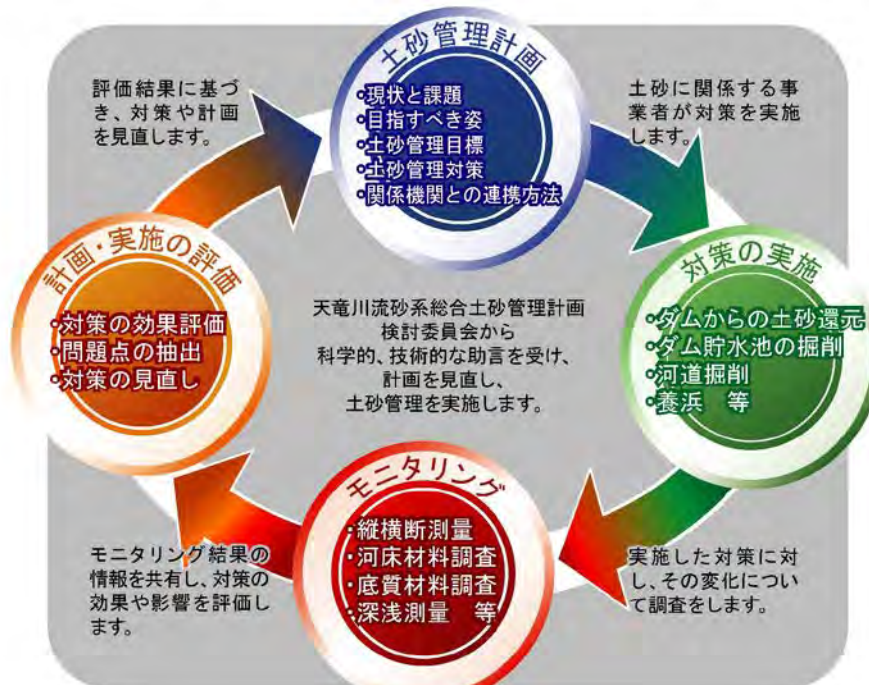 土砂管理計画
・現状と課題
・目指すべき姿
・土砂管理目標
・土砂管理対策
・関係機関との連携方法
土砂に関係する事
業者が対策を実施
します。
対策の実施
・ダムからの土砂還元
・ダム貯水池の掘削
・河道掘削
・養浜　等
実施した対策に対
し、その変化につい
て調査をします。
モニタリング
・縦横断測量
・河床材料調査
・底質材料調査
・深浅測量　等
モニタリング結果の
情報を共有し、対策の
効果や影響を評価し
ます。
計画・実施の評価
・対策の効果評価
・問題点の抽出
・対策の見直し
評価結果に基づ
き、対策や計画
を見直します。
天竜川流砂系総合土砂管理計画
検討委員会から
科学的、技術的な助言を受け、
計画を見直し、
土砂管理を実施します。